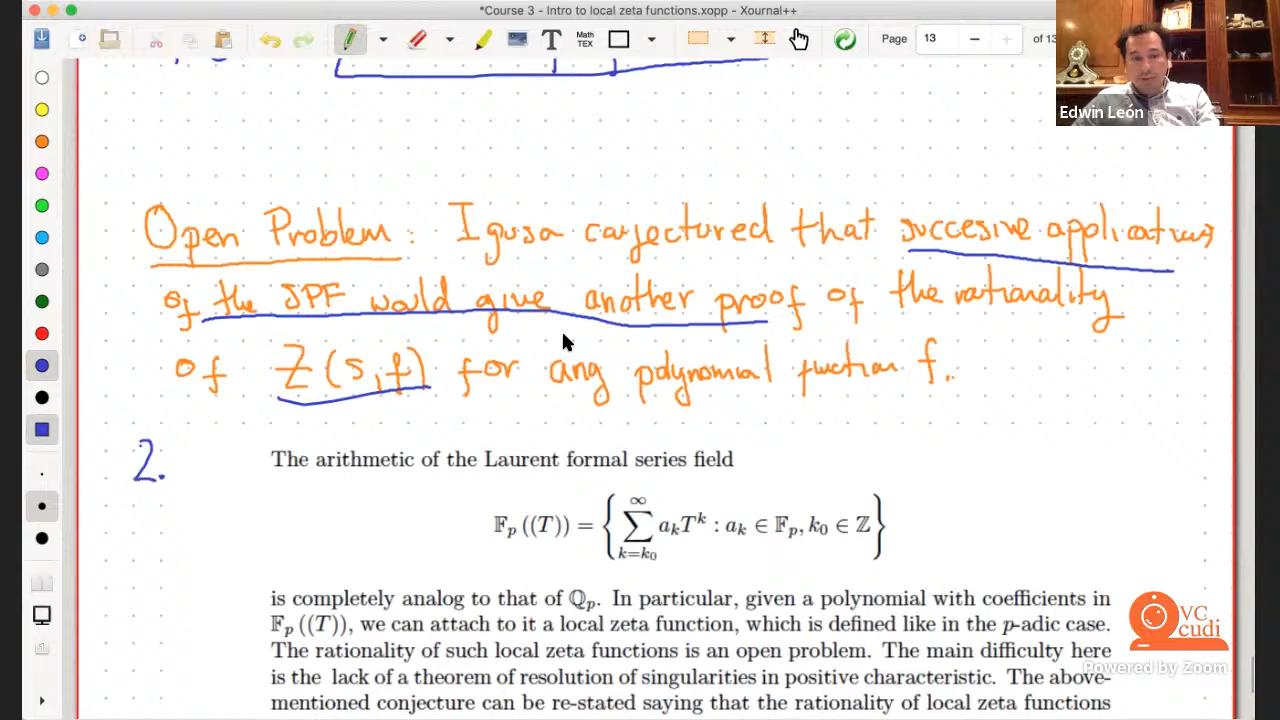 *Course 3 - Intro to local zeta functions.xopp - Xournal++
Math TEX
Page 13 of 13
Edwin León
Open Problem: Igusa conjectured that succesive applications
of the SPF would give another proof of the rationality
of Z(s,f) for any polynomial function f.
2. The arithmetic of the Laurent formal series field
𝔽p ((T)) = { ∑_{k=k₀}^{∞} aₖTᵏ : aₖ ∈ 𝔽p, k₀ ∈ ℤ }
is completely analog to that of ℚp. In particular, given a polynomial with coefficients in
𝔽p ((T)), we can attach to it a local zeta function, which is defined like in the p-adic case.
The rationality of such local zeta functions is an open problem. The main difficulty here
is the lack of a theorem of resolution of singularities in positive characteristic. The above-
mentioned conjecture can be re-stated saying that the rationality of local zeta functions
VC
cudi
Powered by Zoom